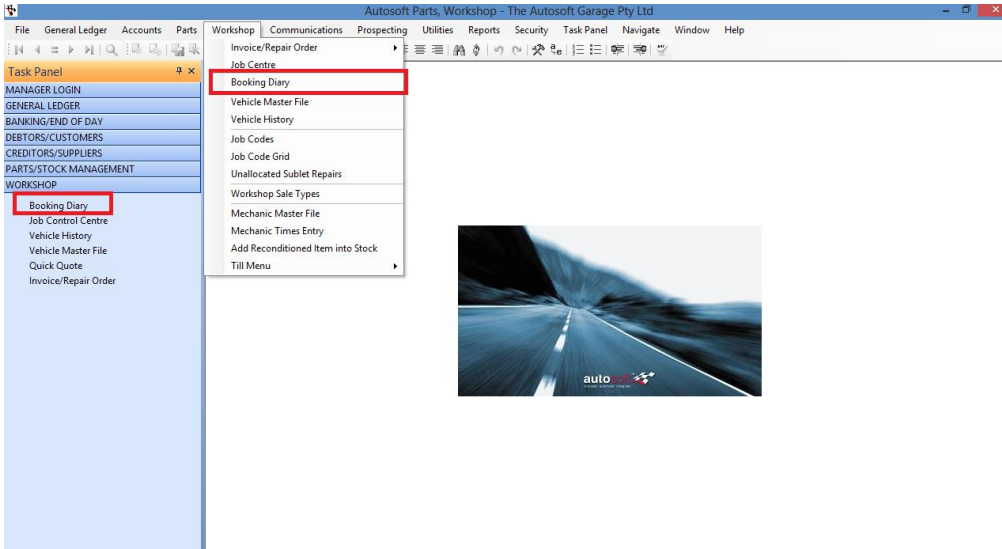 Autosoft Parts, Workshop - The Autosoft Garage Pty Ltd
File General Ledger Accounts Parts Workshop Communications Prospecting Utilities Reports Security Task Panel Navigate Window Help
Task Panel
MANAGER LOGIN
GENERAL LEDGER
BANKING/END OF DAY
DEBTORS/CUSTOMERS
CREDITORS/SUPPLIERS
PARTS/STOCK MANAGEMENT
WORKSHOP
Booking Diary
Job Control Centre
Vehicle History
Vehicle Master File
Quick Quote
Invoice/Repair Order
Invoice/Repair Order
Job Centre
Booking Diary
Vehicle Master File
Vehicle History
Job Codes
Job Code Grid
Unallocated Sublet Repairs
Workshop Sale Types
Mechanic Master File
Mechanic Times Entry
Add Reconditioned Item into Stock
Till Menu
autosoft